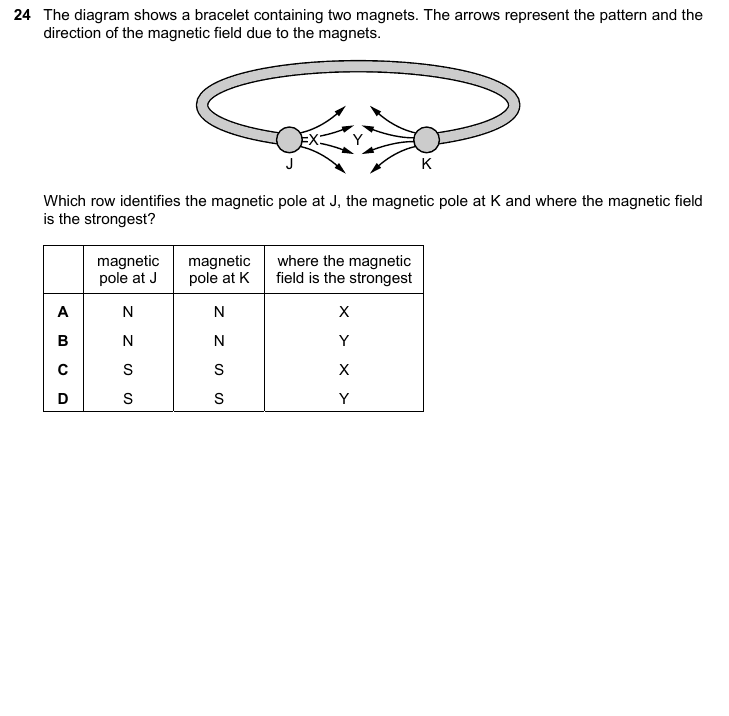 24 The diagram shows a bracelet containing two magnets. The arrows represent the pattern and the
direction of the magnetic field due to the magnets.
X Y
J K
Which row identifies the magnetic pole at J, the magnetic pole at K and where the magnetic field
is the strongest?
magnetic pole at J magnetic pole at K where the magnetic field is the strongest
A N N X
B N N Y
C S S X
D S S Y